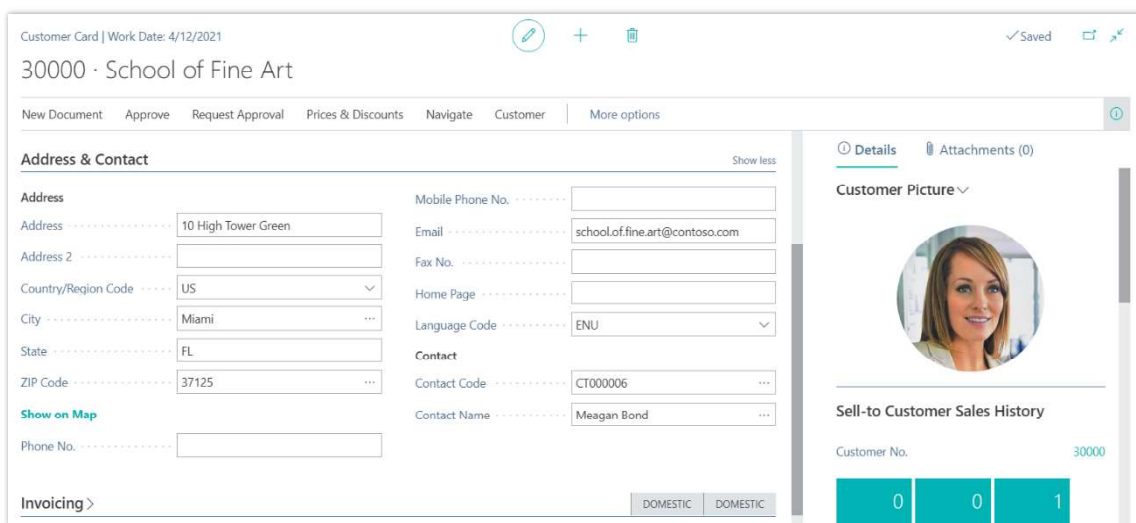 Customer Card | Work Date: 4/12/2021
Saved
30000 · School of Fine Art
New Document Approve Request Approval Prices & Discounts Navigate Customer More options
Address & Contact
Show less
Address
Address 10 High Tower Green
Address 2
Country/Region Code US
City Miami
State FL
ZIP Code 37125
Show on Map
Phone No.
Mobile Phone No.
Email school.of.fine.art@contoso.com
Fax No.
Home Page
Language Code ENU
Contact
Contact Code CT000006
Contact Name Meagan Bond
Invoicing > DOMESTIC DOMESTIC
Details Attachments (0)
Customer Picture
Sell-to Customer Sales History
Customer No. 30000
0 0 1